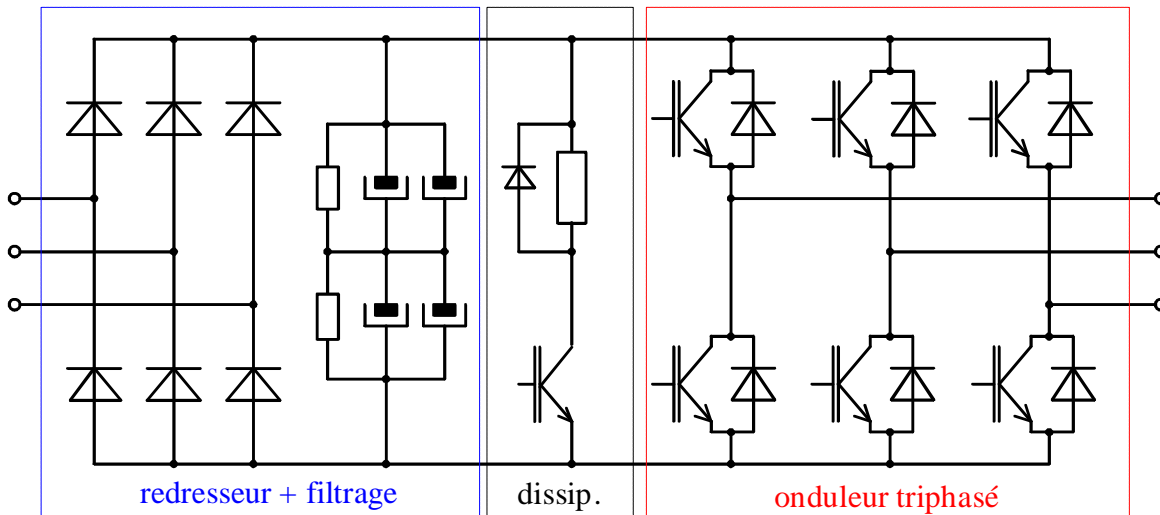 redresseur + filtrage
dissip.
onduleur triphasé